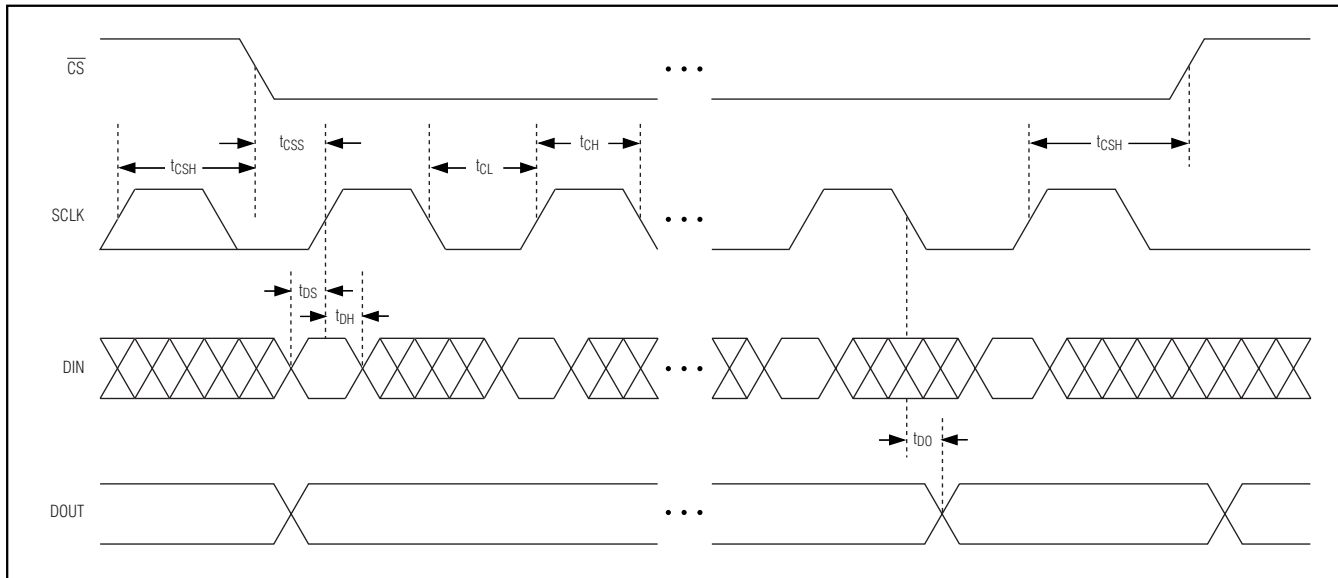 CS
tCSS
tCH
tCSH
tCL
tCSH
SCLK
tDS
tDH
DIN
tDO
DOUT